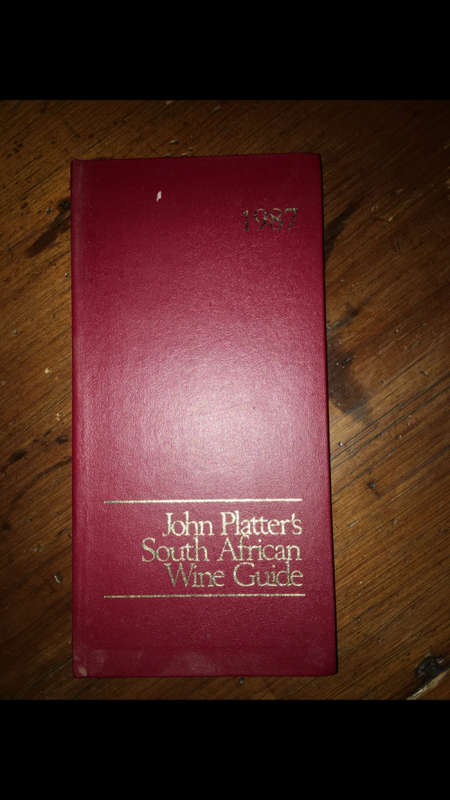 1987
John Platter's
South African
Wine Guide